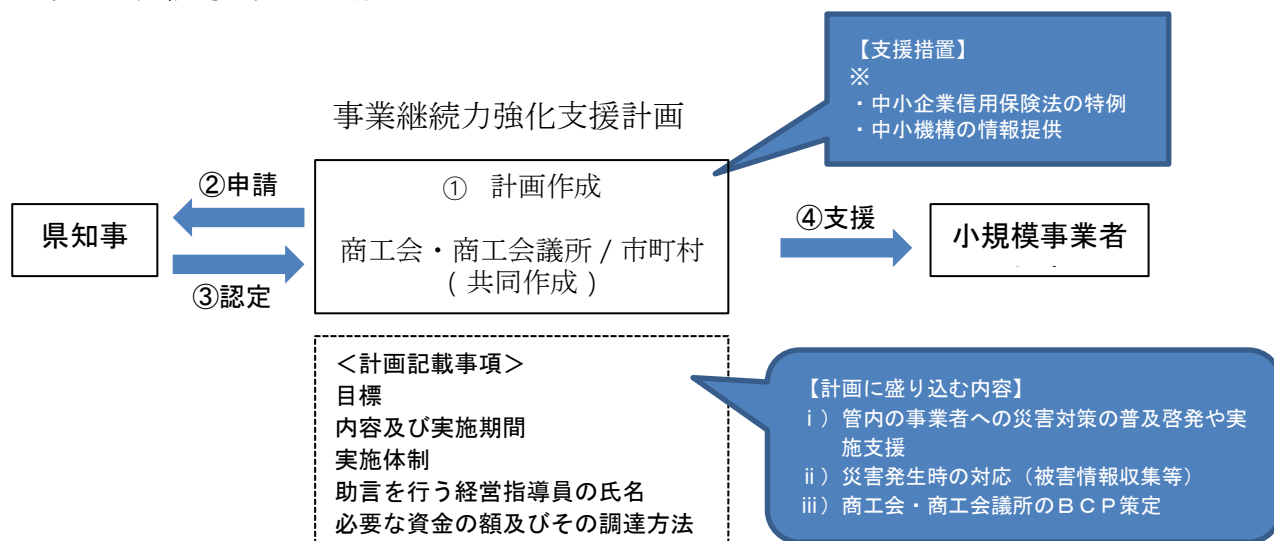 【支援措置】
※
・中小企業信用保険法の特例
・中小機構の情報提供
事業継続力強化支援計画
② 申請
県知事
③認定
① 計画作成
商工会・商工会議所 / 市町村
( 共同作成 )
④支援
小規模事業者
＜計画記載事項＞
目標
内容及び実施期間
実施体制
助言を行う経営指導員の氏名
必要な資金の額及びその調達方法
【計画に盛り込む内容】
ⅰ）管内の事業者への災害対策の普及啓発や実
施支援
ⅱ）災害発生時の対応（被害情報収集等）
ⅲ）商工会・商工会議所のＢＣＰ策定